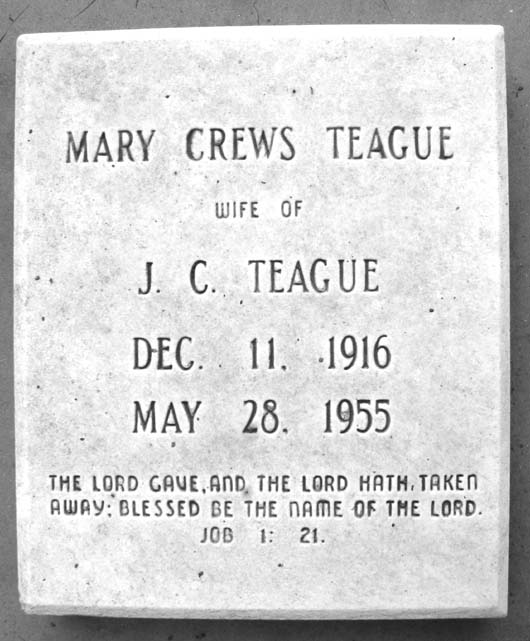 MARY CREWS TEAGUE
WIFE OF
J. C. TEAGUE
DEC. 11. 1916
MAY 28. 1955
THE LORD GAVE, AND THE LORD HATH, TAKEN
AWAY; BLESSED BE THE NAME OF THE LORD.
JOB 1: 21.